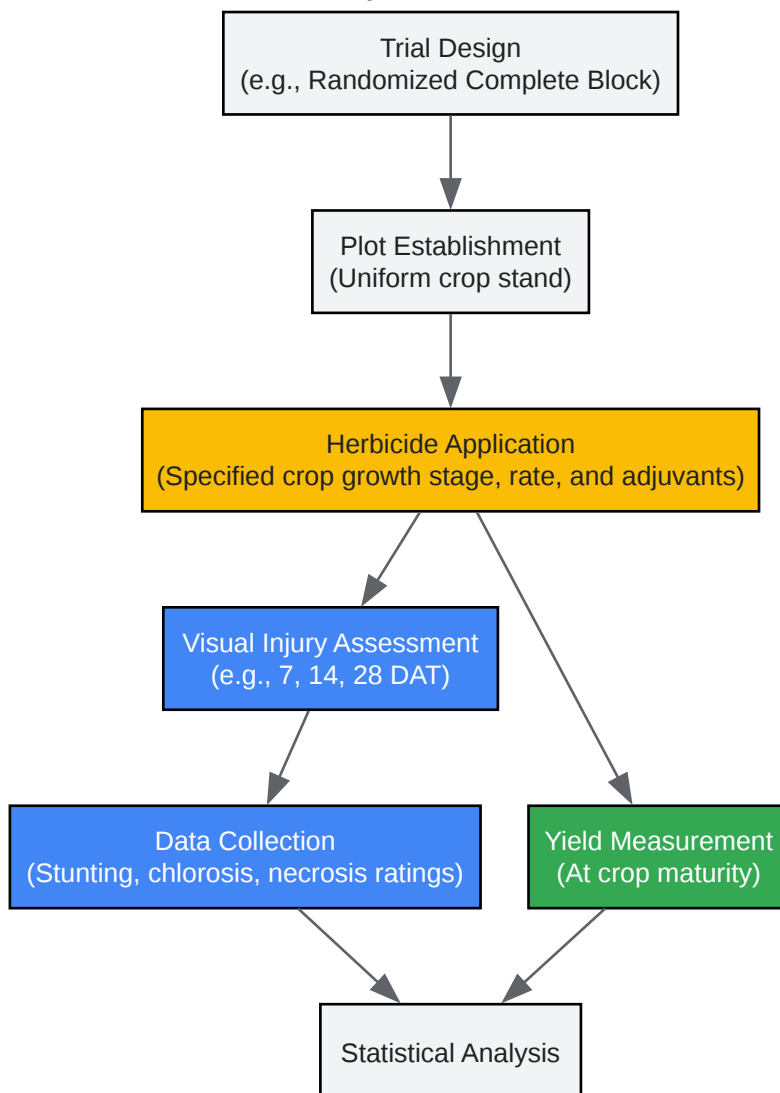 Trial Design
(e.g., Randomized Complete Block)
Plot Establishment
(Uniform crop stand)
Herbicide Application
(Specified crop growth stage, rate, and adjuvants)
Visual Injury Assessment
(e.g., 7, 14, 28 DAT)
Data Collection
(Stunting, chlorosis, necrosis ratings)
Yield Measurement
(At crop maturity)
Statistical Analysis